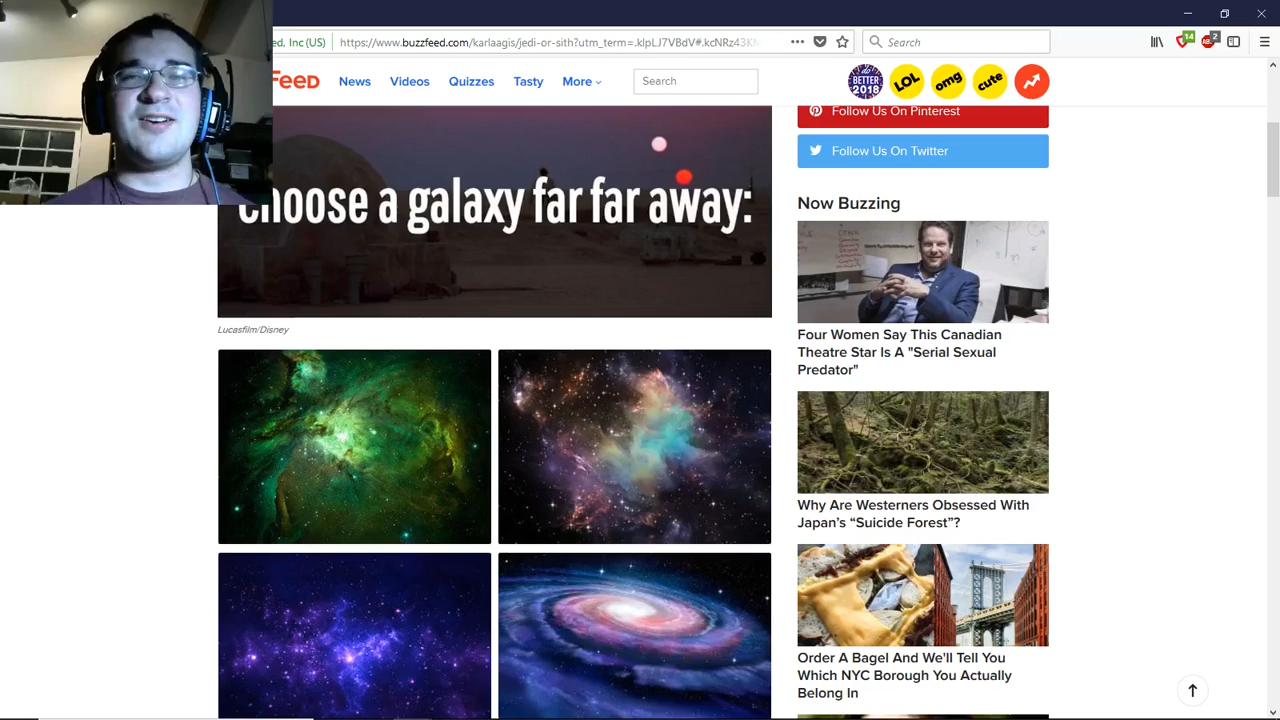 ed, Inc (US)
https://www.buzzfeed.com/karlaagis/jedi-or-sith?utm_term=.klpLJ7VBdV#.kcNRz43KM
Search
14
2
FEED
News
Videos
Quizzes
Tasty
More
Search
do BETTER 2018
LOL
omg
cute
Follow Us On Pinterest
Follow Us On Twitter
Choose a galaxy far far away:
Lucasfilm/Disney
Now Buzzing
Four Women Say This Canadian
Theatre Star Is A "Serial Sexual
Predator"
Why Are Westerners Obsessed With
Japan’s “Suicide Forest”?
Order A Bagel And We'll Tell You
Which NYC Borough You Actually
Belong In